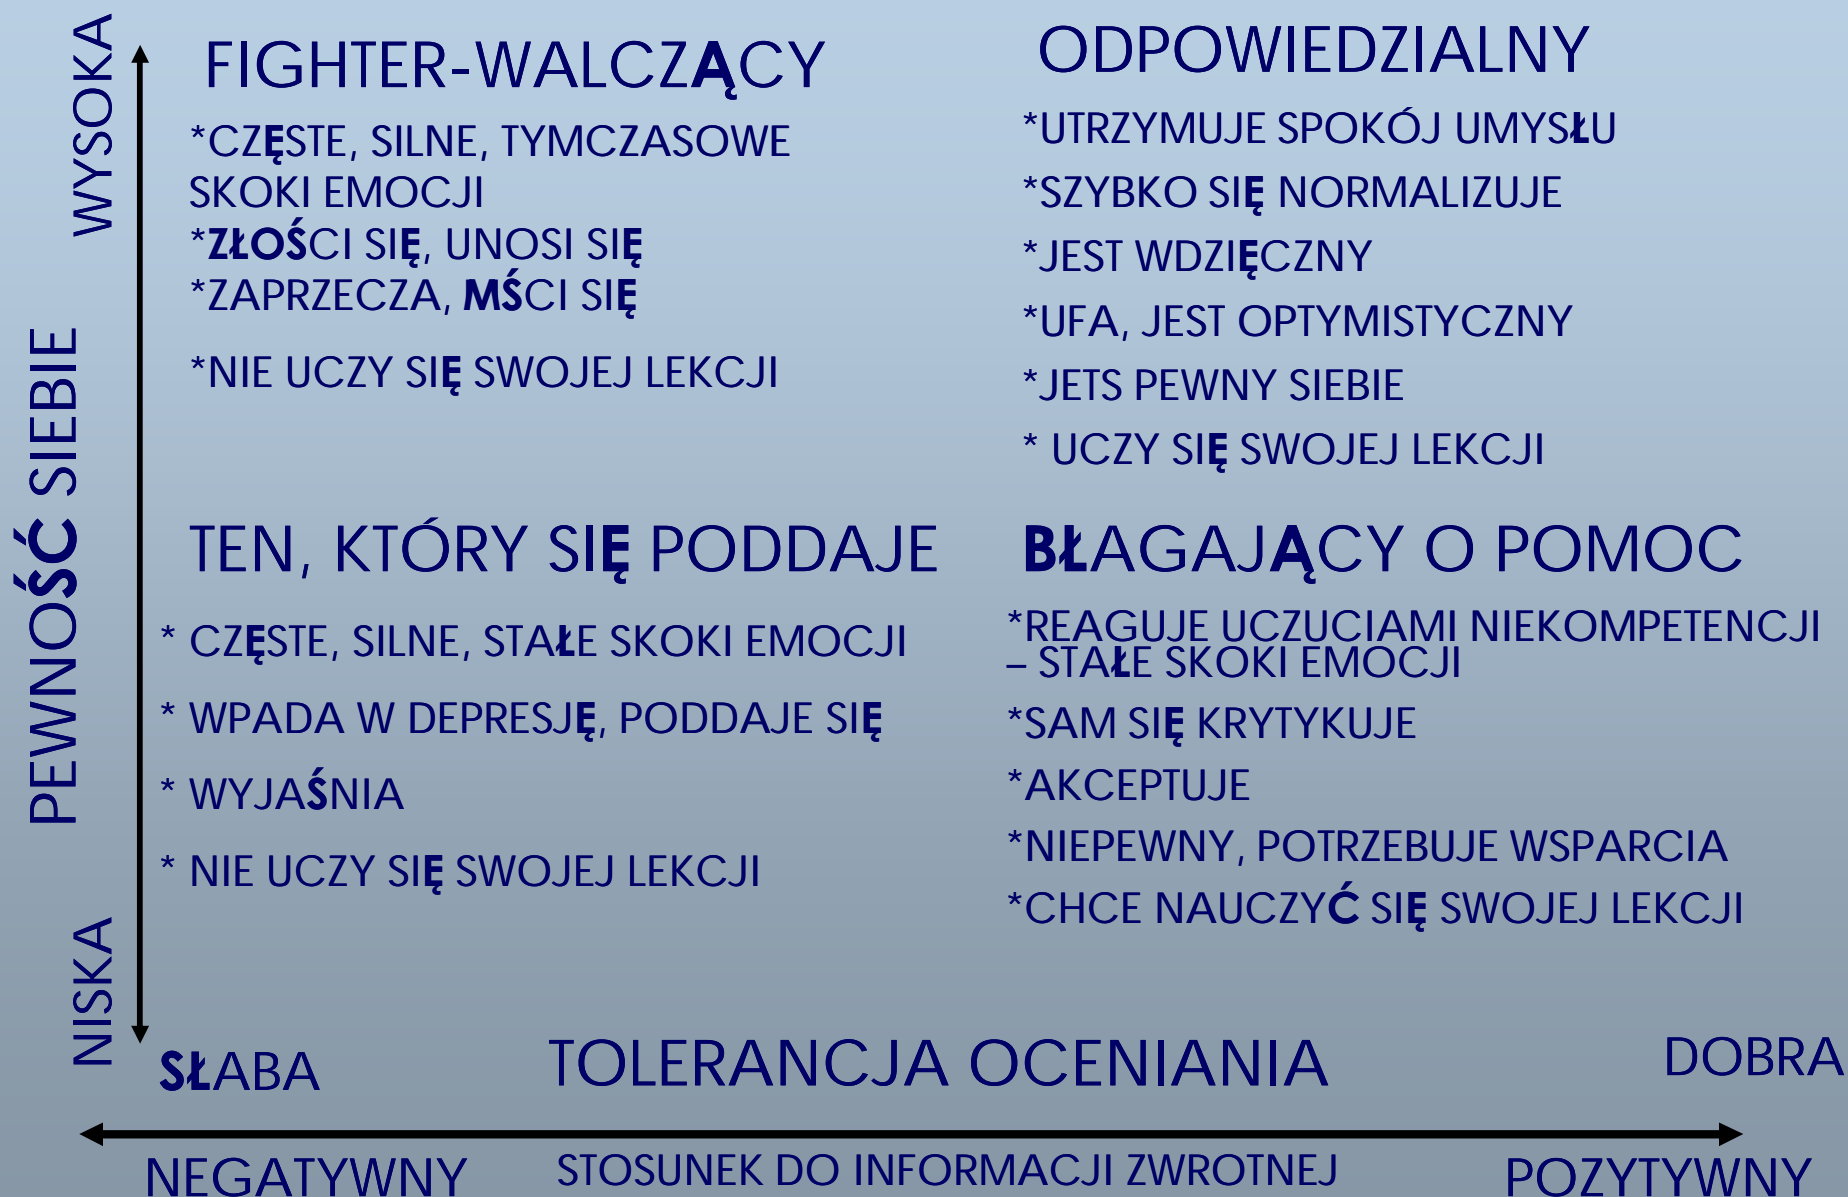 WYSOKA
PEWNOŚĆ SIEBIE
NISKA
FIGHTER-WALCZĄCY
*CZĘSTE, SILNE, TYMCZASOWE
SKOKI EMOCJI
*ZŁOŚCI SIĘ, UNOSI SIĘ
*ZAPRZECZA, MŚCI SIĘ
*NIE UCZY SIĘ SWOJEJ LEKCJI
ODPOWIEDZIALNY
*UTRZYMUJE SPOKÓJ UMYSŁU
*SZYBKO SIĘ NORMALIZUJE
*JEST WDZIĘCZNY
*UFA, JEST OPTYMISTYCZNY
*JETS PEWNY SIEBIE
* UCZY SIĘ SWOJEJ LEKCJI
TEN, KTÓRY SIĘ PODDAJE
* CZĘSTE, SILNE, STAŁE SKOKI EMOCJI
* WPADA W DEPRESJĘ, PODDAJE SIĘ
* WYJAŚNIA
* NIE UCZY SIĘ SWOJEJ LEKCJI
BŁAGAJĄCY O POMOC
*REAGUJE UCZUCIAMI NIEKOMPETENCJI
– STAŁE SKOKI EMOCJI
*SAM SIĘ KRYTYKUJE
*AKCEPTUJE
*NIEPEWNY, POTRZEBUJE WSPARCIA
*CHCE NAUCZYĆ SIĘ SWOJEJ LEKCJI
SŁABA TOLERANCJA OCENIANIA DOBRA
NEGATYWNY STOSUNEK DO INFORMACJI ZWROTNEJ POZYTYWNY